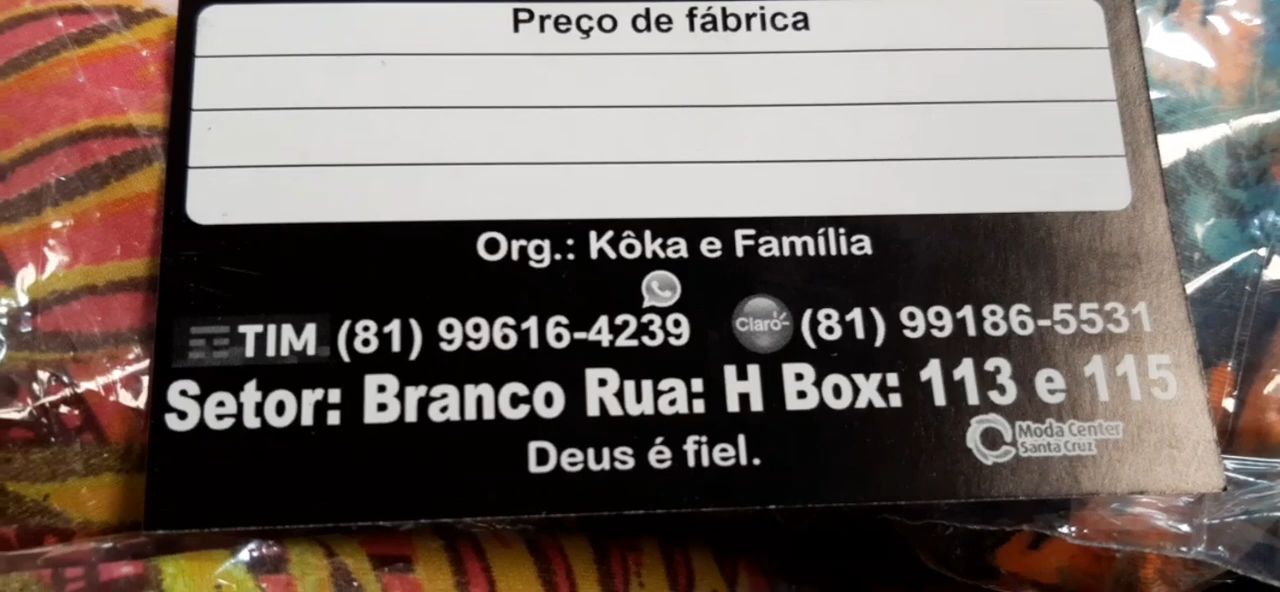 Preço de fábrica
Org.: Kôka e Família
TIM (81) 99616-4239 Claro (81) 99186-5531
Setor: Branco Rua: H Box: 113 e 115
Deus é fiel.
Moda Center
Santa Cruz